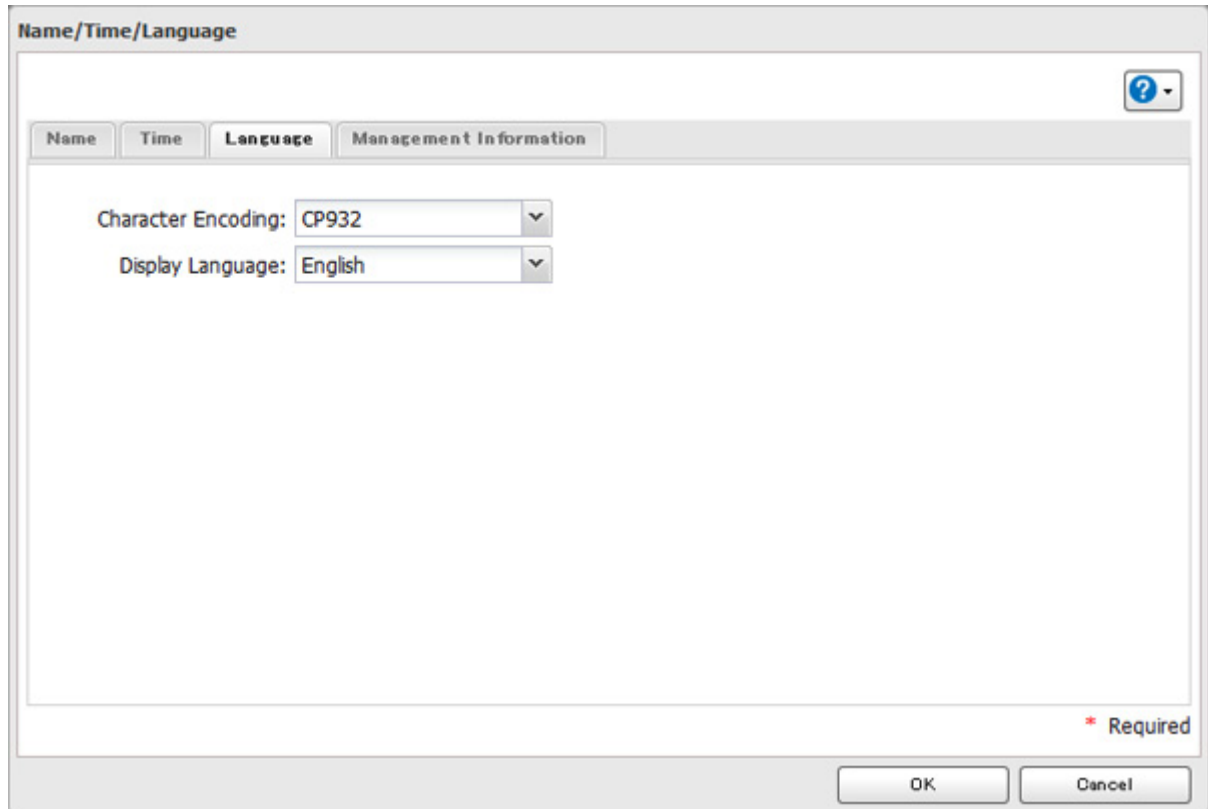 Name/Time/Language
?
Name Time Language Management Information
Character Encoding: CP932
Display Language: English
* Required
OK Cancel